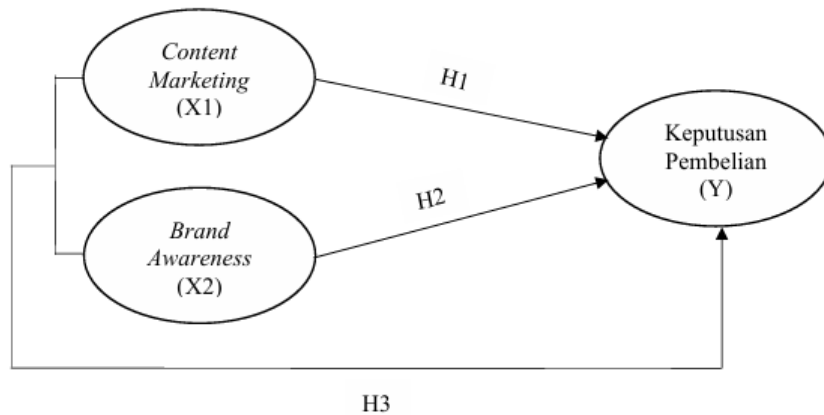 Content
Marketing
(X1)
H1
Keputusan
Pembelian
(Y)
H2
Brand
Awareness
(X2)
H3